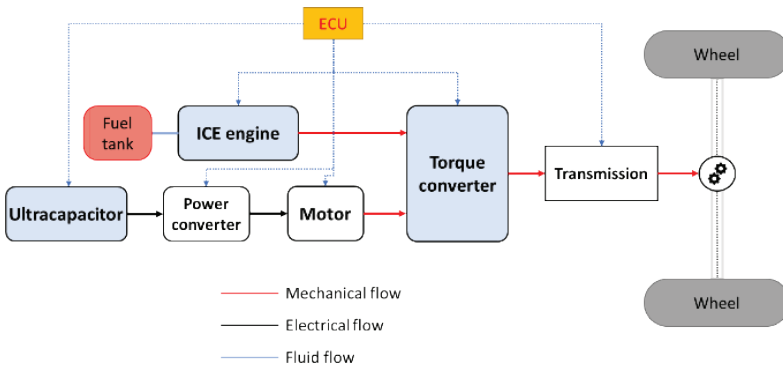 ECU
Wheel
Fuel
tank
ICE engine
Torque
converter
Transmission
Ultracapacitor
Power
converter
Motor
Mechanical flow
Electrical flow
Fluid flow
Wheel